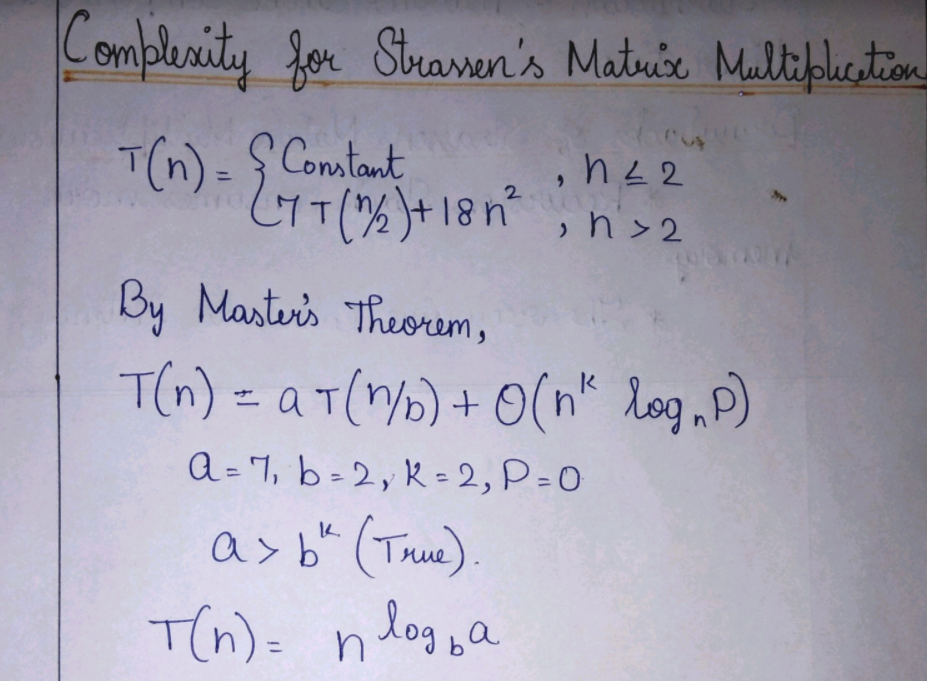 Complexity for Strassen's Matrix Multiplication
T(n) = { Constant , n ≤ 2
7T(n/2) + 18n² , n > 2
By Master's Theorem,
T(n) = a T(n/b) + O(n^k log_n P)
a = 7, b = 2, k = 2, P = 0
a > b^k (True).
T(n) = n^log_b a